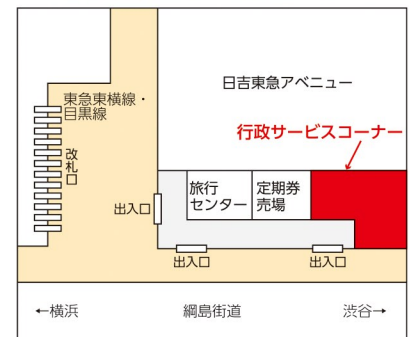 日吉東急アベニュー
東急東横線・
目黒線
行政サービスコーナー
改札口
旅行
センター
定期券
売場
出入口
出入口
出入口
←横浜
綱島街道
渋谷→